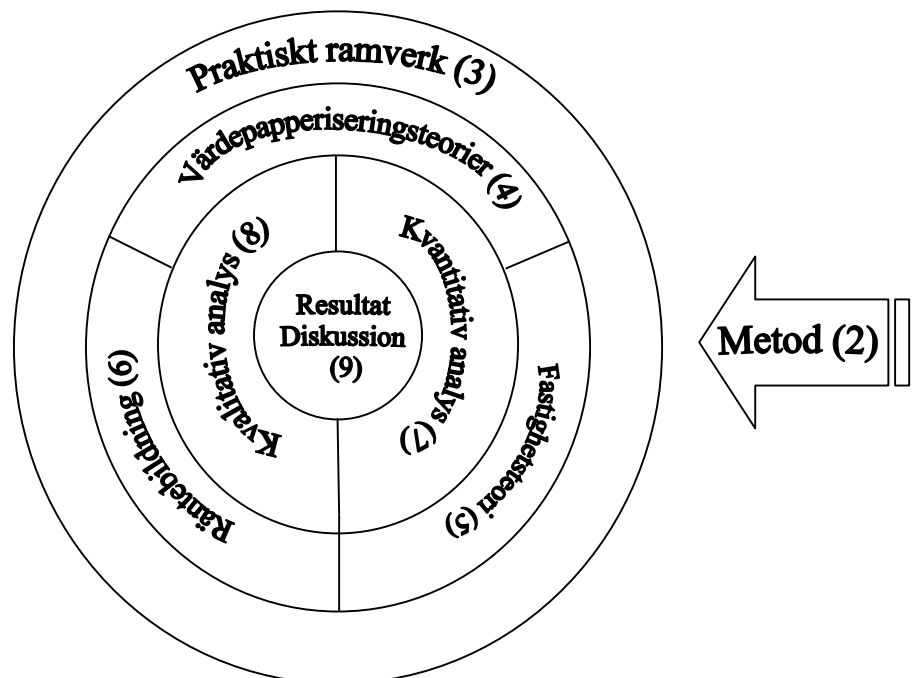 Praktiskt ramverk (3)
Värdepapperiseringsteorier (4)
Kvalitativ analys (8)
Kvantitativ analys (7)
Resultat
Diskussion
(9)
Metod (2)
Räntebildning (6)
Fastighetsteori (5)